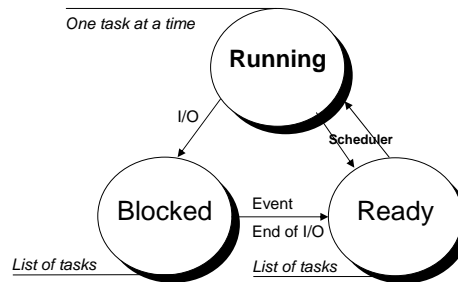 One task at a time
Running
I/O
Scheduler
Blocked
Event
End of I/O
Ready
List of tasks
List of tasks